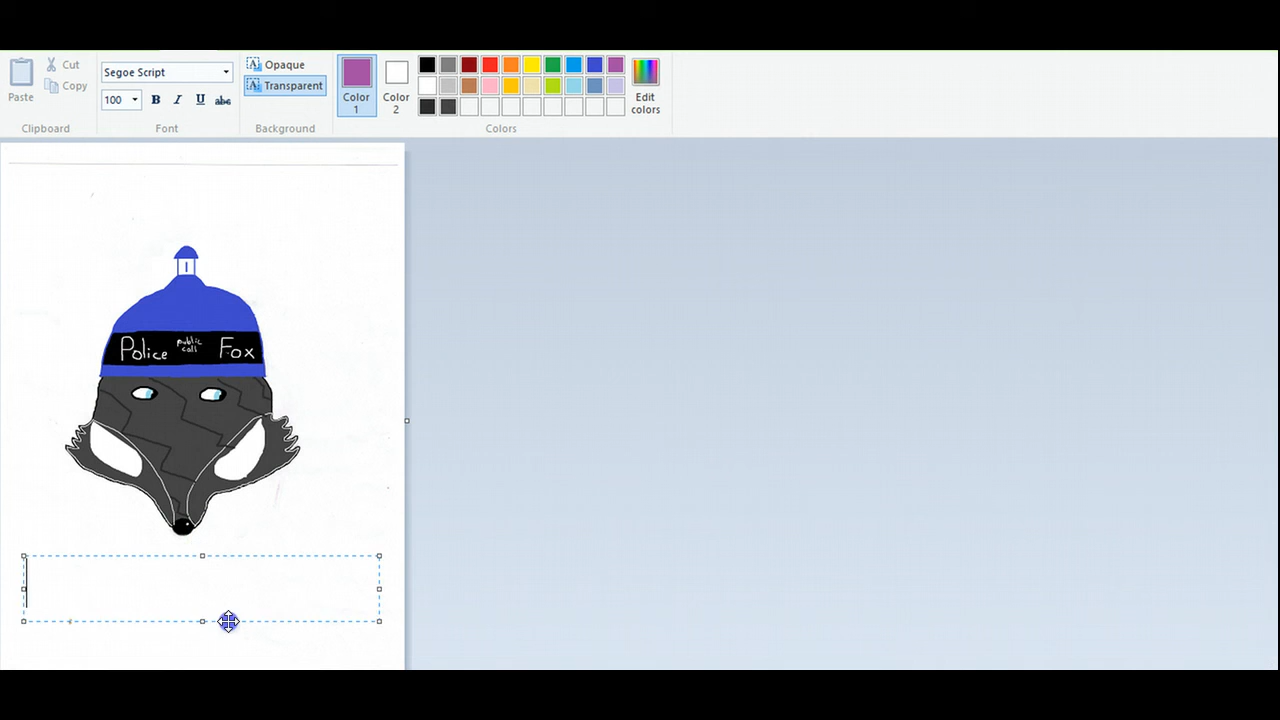 Paste
Cut
Copy
Clipboard
Segoe Script
100
B I U abc
Font
Opaque
Transparent
Background
Color 1
Color 2
Edit colors
Colors
Police public call Fox